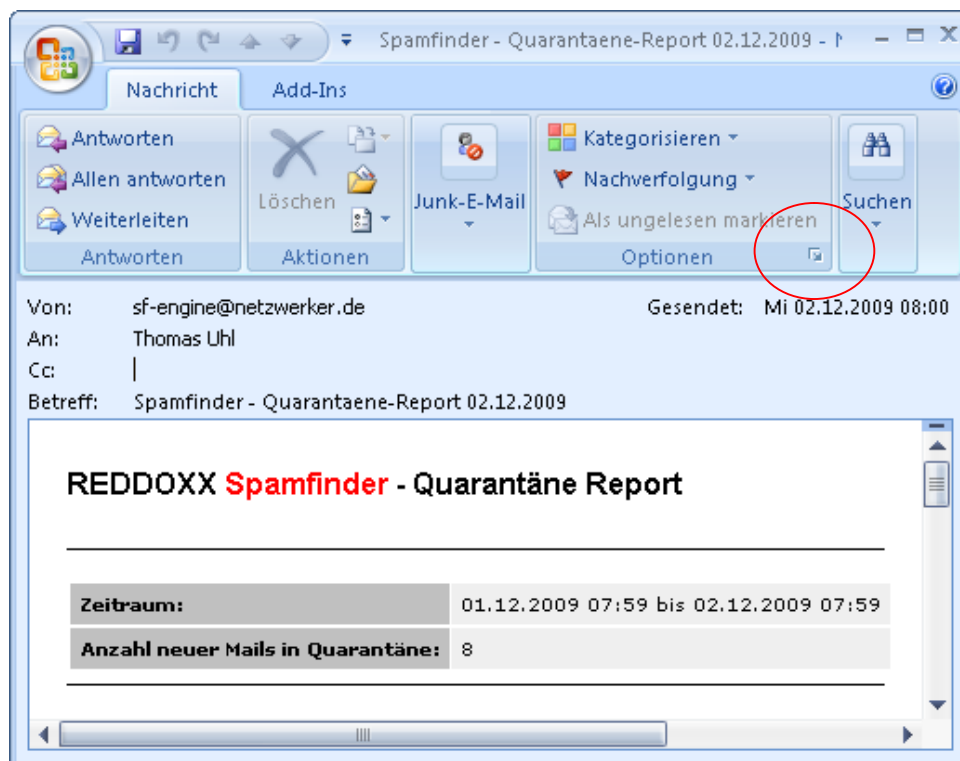 Spamfinder - Quarantaene-Report 02.12.2009 -
Nachricht Add-Ins
Antworten
Allen antworten
Weiterleiten
Antworten
Löschen
Aktionen
Junk-E-Mail
Kategorisieren
Nachverfolgung
Als ungelesen markieren
Optionen
Suchen
Von: sf-engine@netzwerker.de Gesendet: Mi 02.12.2009 08:00
An: Thomas Uhl
Cc:
Betreff: Spamfinder - Quarantaene-Report 02.12.2009
REDDOXX Spamfinder - Quarantäne Report
Zeitraum: 01.12.2009 07:59 bis 02.12.2009 07:59
Anzahl neuer Mails in Quarantäne: 8